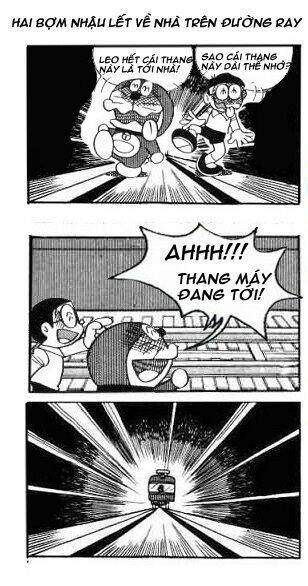 HAI BỢM NHẬU LẾT VỀ NHÀ TRÊN ĐƯỜNG RAY
LEO HẾT CÁI THANG
NÀY LÀ TỚI NHÀ!
SAO CÁI THANG
NÀY DÀI THẾ NHỞ?
AHHH!!!
THANG MÁY
ĐANG TỚI!